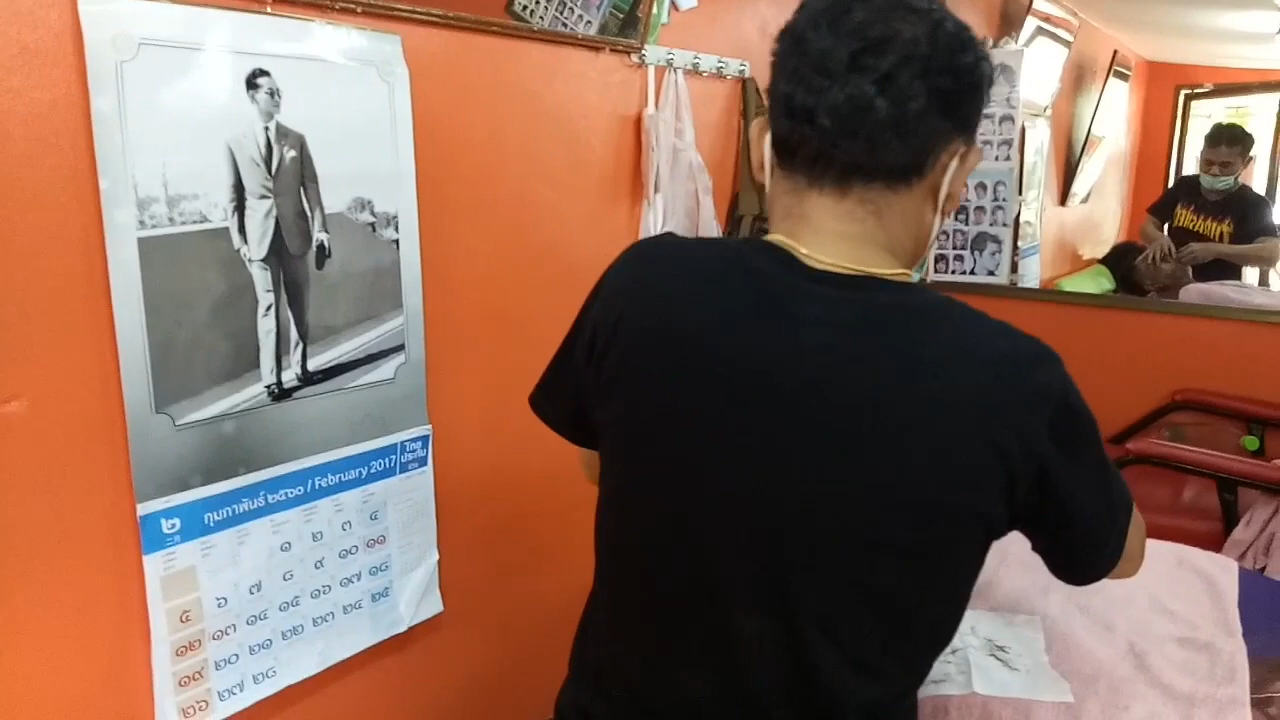 ๒
กุมภาพันธ์ ๒๕๖๐ / February 2017
ไทย
ประกัน
ชีวิต
๑ ๒ ๓ ๔
๕ ๖ ๗ ๘ ๙ ๑๐ ๑๑
๑๒ ๑๓ ๑๔ ๑๕ ๑๖ ๑๗ ๑๘
๑๙ ๒๐ ๒๑ ๒๒ ๒๓ ๒๔ ๒๕
๒๖ ๒๗ ๒๘